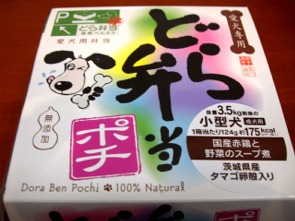 どら弁当
愛犬用弁当
愛犬専用
どら弁当
ポチ
無添加
体重3.5kg前後の
小型犬 成犬用
1箱当たり124g 約175kcal
国産赤鶏と
野菜のスープ煮
茨城県産
タマゴ卵殻入り
Dora Ben Pochi 100% Natural